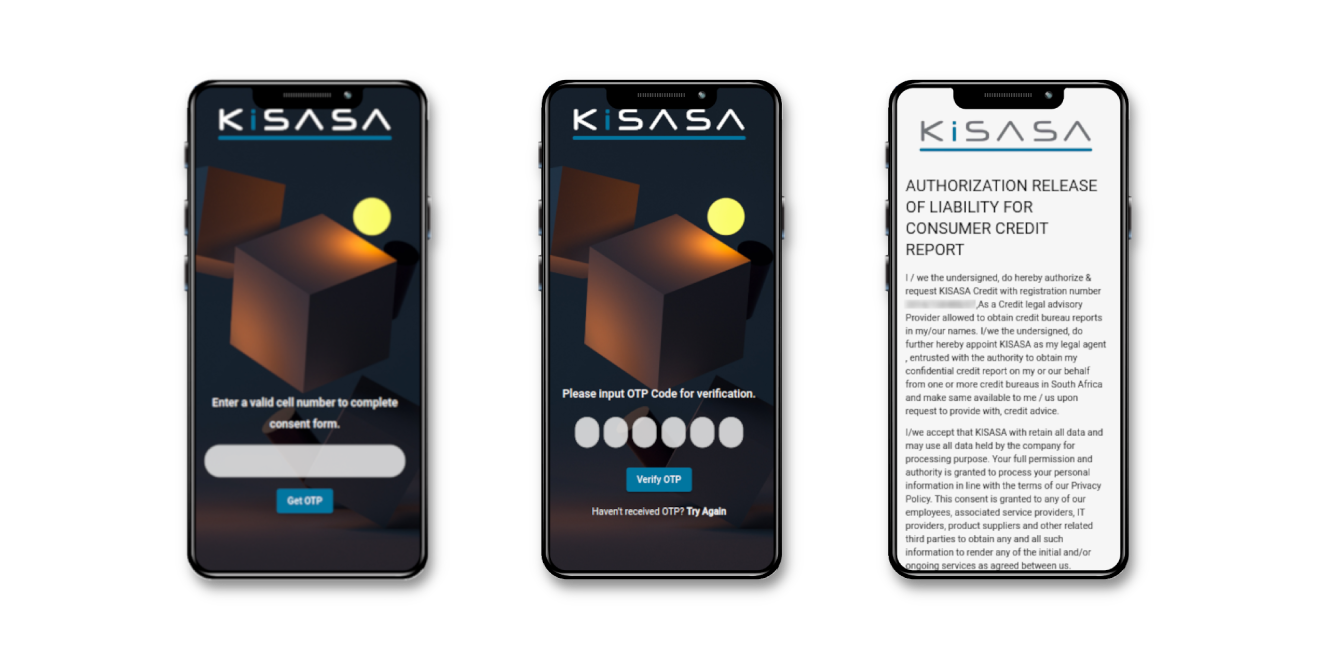 KiSASA
Enter a valid cell number to complete
consent form.
Get OTP
KiSASA
Please input OTP Code for verification.
Verify OTP
Haven't received OTP? Try Again
KiSASA
AUTHORIZATION RELEASE
OF LIABILITY FOR
CONSUMER CREDIT
REPORT
I / we the undersigned, do hereby authorize &
request KISASA Credit with registration number
,As a Credit legal advisory
Provider allowed to obtain credit bureau reports
in my/our names. I/we the undersigned, do
further hereby appoint KISASA as my legal agent
, entrusted with the authority to obtain my
confidential credit report on my or our behalf
from one or more credit bureaus in South Africa
and make same available to me / us upon
request to provide with, credit advice.
I/we accept that KISASA with retain all data and
may use all data held by the company for
processing purpose. Your full permission and
authority is granted to process your personal
information in line with the terms of our Privacy
Policy. This consent is granted to any of our
employees, associated service providers, IT
providers, product suppliers and other related
third parties to obtain any and all such
information to render any of the initial and/or
ongoing services as agreed between us.